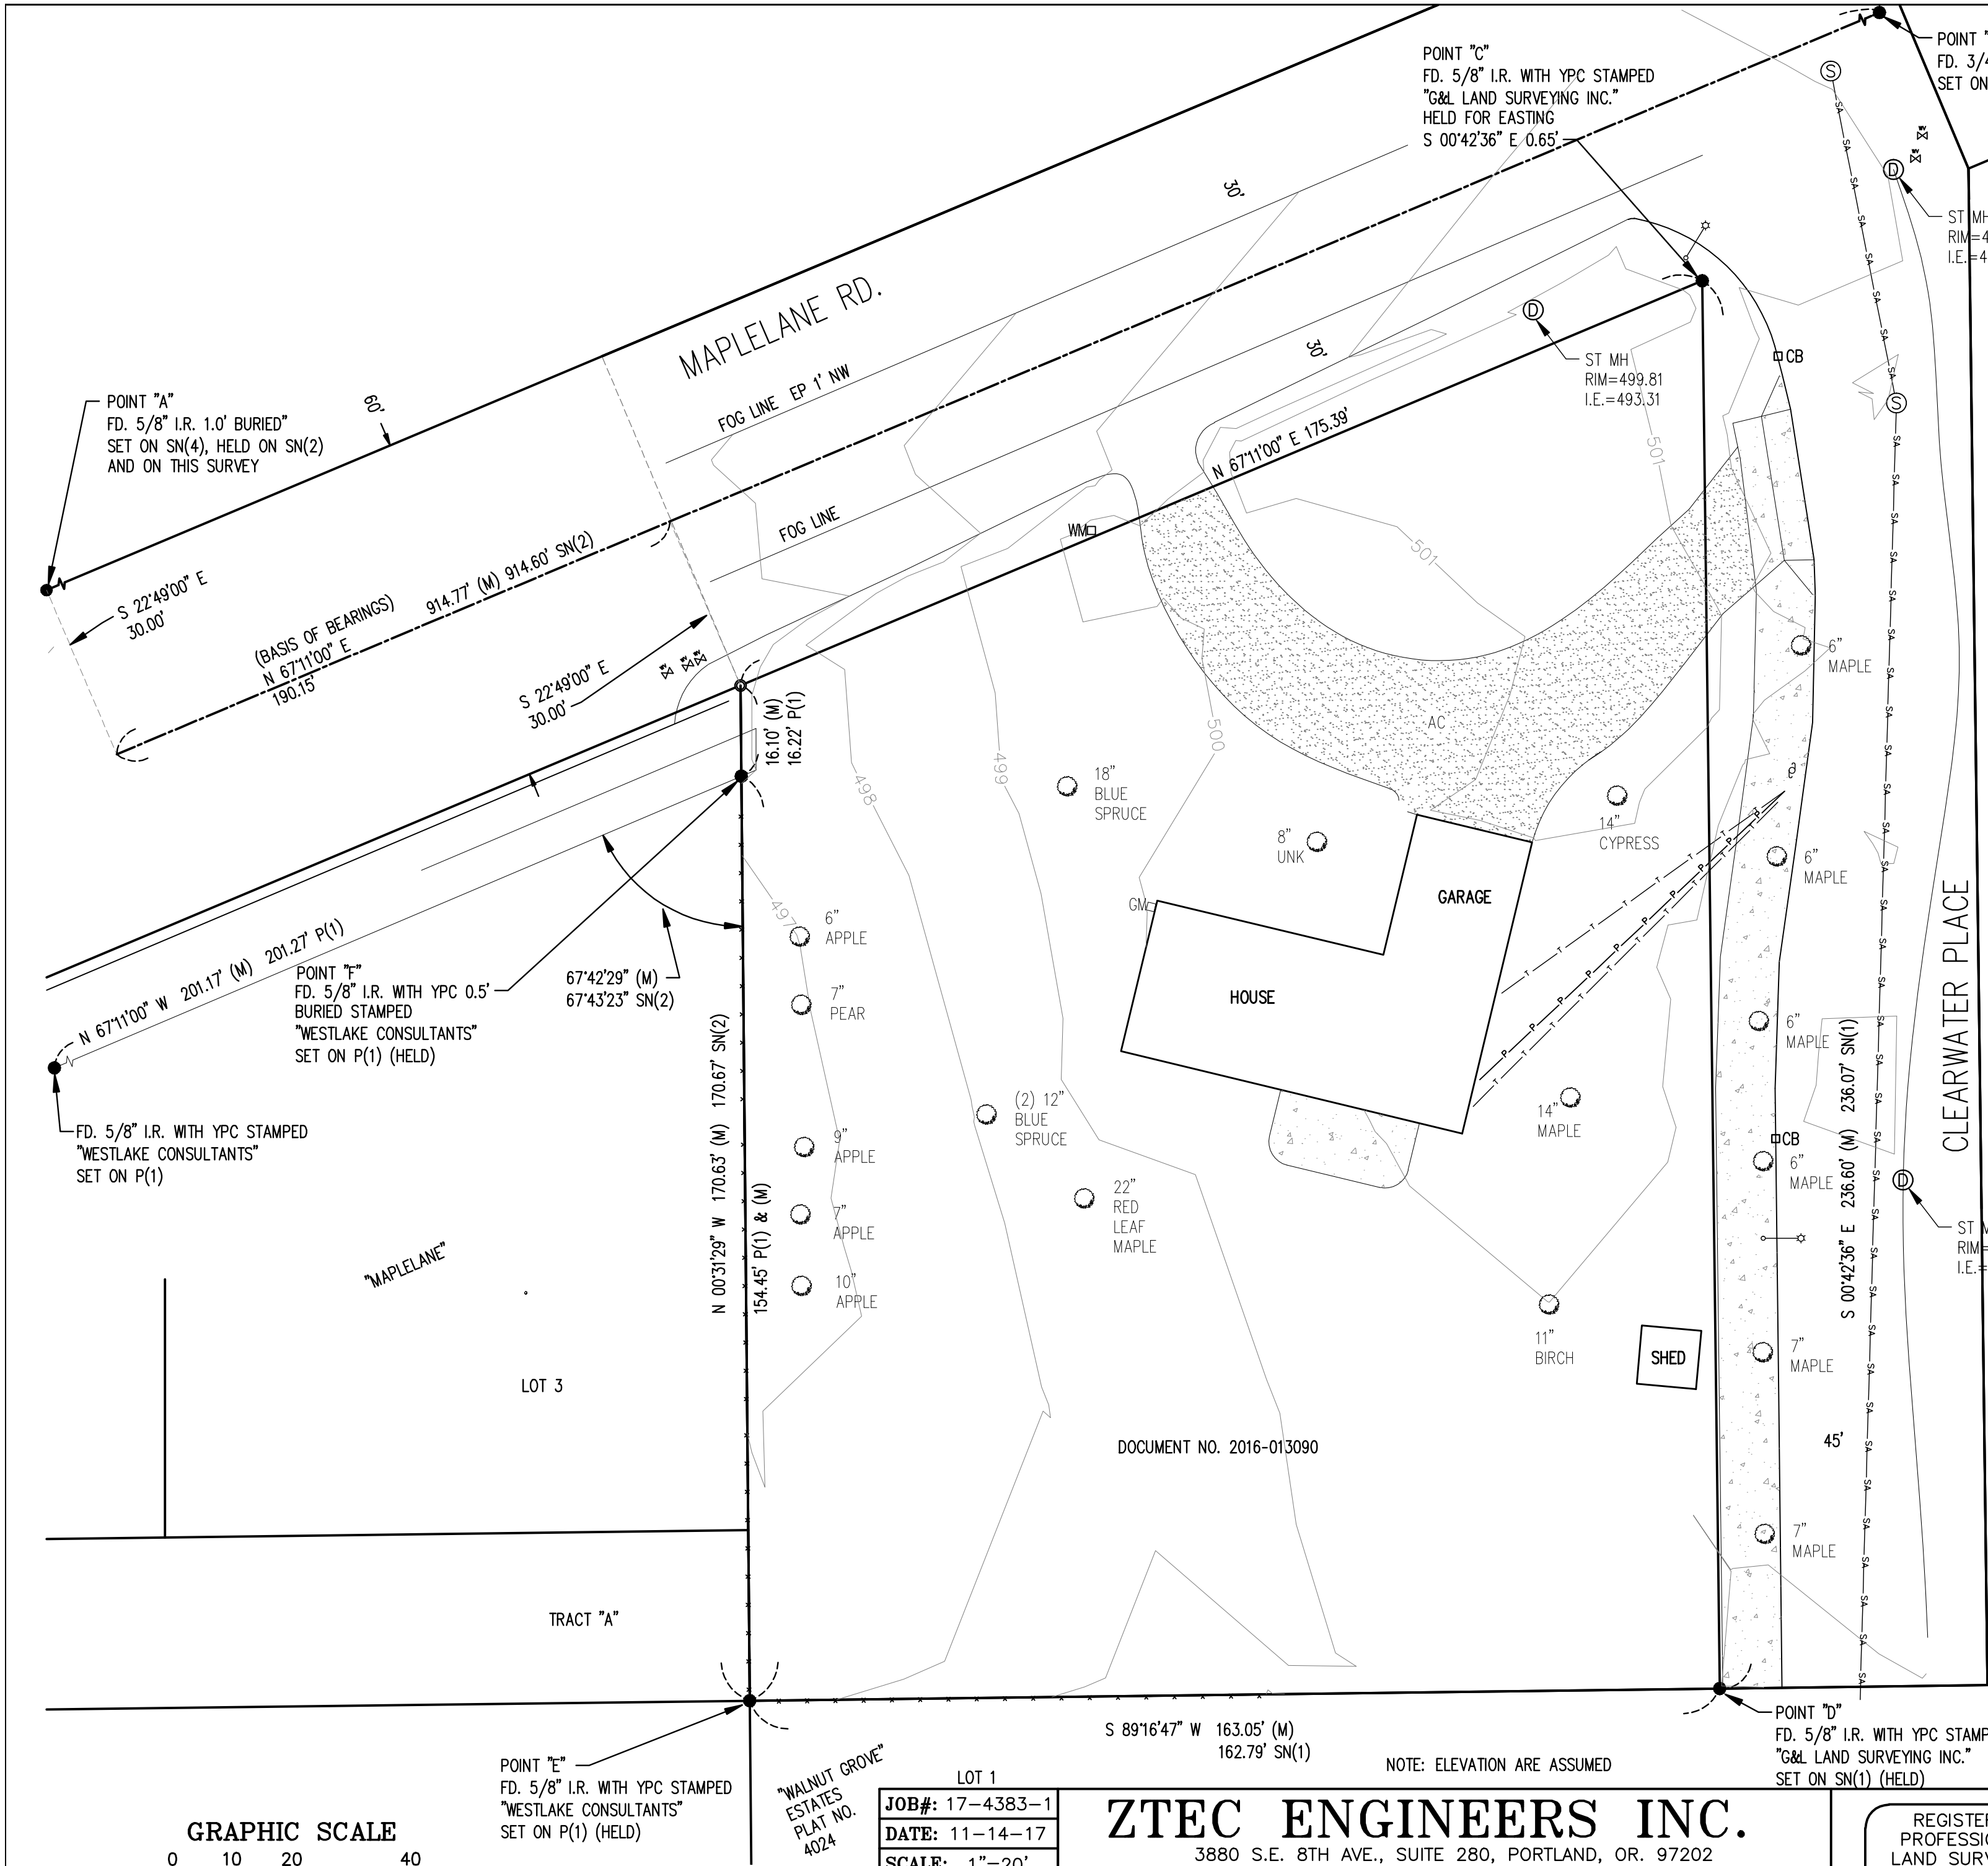 POINT "C"
FD. 5/8" I.R. WITH YPC STAMPED
"G&L LAND SURVEYING INC."
HELD FOR EASTING
S 00°42'36" E 0.65'
POINT "
FD. 3/4
SET ON
ST MH
RIM=4
I.E.=4
30'
MAPLELANE RD.
30'
ST MH
RIM=499.81
I.E.=493.31
CB
POINT "A"
FD. 5/8" I.R. 1.0' BURIED"
SET ON SN(4), HELD ON SN(2)
AND ON THIS SURVEY
60'
FOG LINE EP 1' NW
N 67°11'00" E 175.39'
501
FOG LINE
WM
501
S 22°49'00" E
30.00'
(BASIS OF BEARINGS) 914.77' (M) 914.60' SN(2)
N 67°11'00" E
190.15'
S 22°49'00" E
30.00'
16.10' (M)
16.22' P(1)
6"
MAPLE
AC
500
499
498
18"
BLUE
SPRUCE
8"
UNK
14"
CYPRESS
6"
MAPLE
GARAGE
GM
HOUSE
497
6"
APPLE
7"
PEAR
N 67°11'00" W 201.17' (M) 201.27' P(1)
POINT "F"
FD. 5/8" I.R. WITH YPC 0.5'
BURIED STAMPED
"WESTLAKE CONSULTANTS"
SET ON P(1) (HELD)
67°42'29" (M)
67°43'23" SN(2)
6"
MAPLE
CLEARWATER PLACE
FD. 5/8" I.R. WITH YPC STAMPED
"WESTLAKE CONSULTANTS"
SET ON P(1)
N 00°31'29" W 170.63' (M) 170.67' SN(2)
154.45' P(1) & (M)
9"
APPLE
(2) 12"
BLUE
SPRUCE
14"
MAPLE
CB
6"
MAPLE
S 00°42'36" E 236.60' (M) 236.07' SN(1)
7"
APPLE
22"
RED
LEAF
MAPLE
ST M
RIM=
I.E.=
"MAPLELANE"
10"
APPLE
11"
BIRCH
SHED
7"
MAPLE
LOT 3
DOCUMENT NO. 2016-013090
45'
7"
MAPLE
TRACT "A"
S 89°16'47" W 163.05' (M)
162.79' SN(1)
NOTE: ELEVATION ARE ASSUMED
POINT "D"
FD. 5/8" I.R. WITH YPC STAMP
"G&L LAND SURVEYING INC."
SET ON SN(1) (HELD)
POINT "E"
FD. 5/8" I.R. WITH YPC STAMPED
"WESTLAKE CONSULTANTS"
SET ON P(1) (HELD)
"WALNUT GROVE"
ESTATES
PLAT NO.
4024
LOT 1
JOB#: 17-4383-1
DATE: 11-14-17
SCALE: 1"=20'
ZTEC ENGINEERS INC.
3880 S.E. 8TH AVE., SUITE 280, PORTLAND, OR. 97202
REGISTER
PROFESSIO
LAND SURV
GRAPHIC SCALE
0 10 20 40